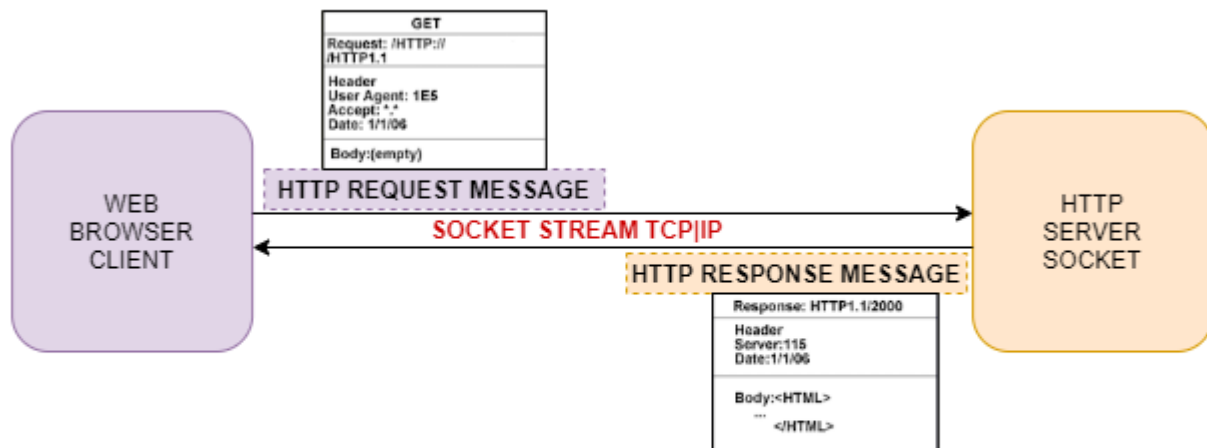 GET
Request: /HTTP://
/HTTP1.1
Header
User Agent: 1E5
Accept: *.*
Date: 1/1/06
Body:(empty)
HTTP REQUEST MESSAGE
WEB
BROWSER
CLIENT
SOCKET STREAM TCP|IP
HTTP
SERVER
SOCKET
HTTP RESPONSE MESSAGE
Response: HTTP1.1/2000
Header
Server:115
Date:1/1/06
Body:<HTML>
...
</HTML>